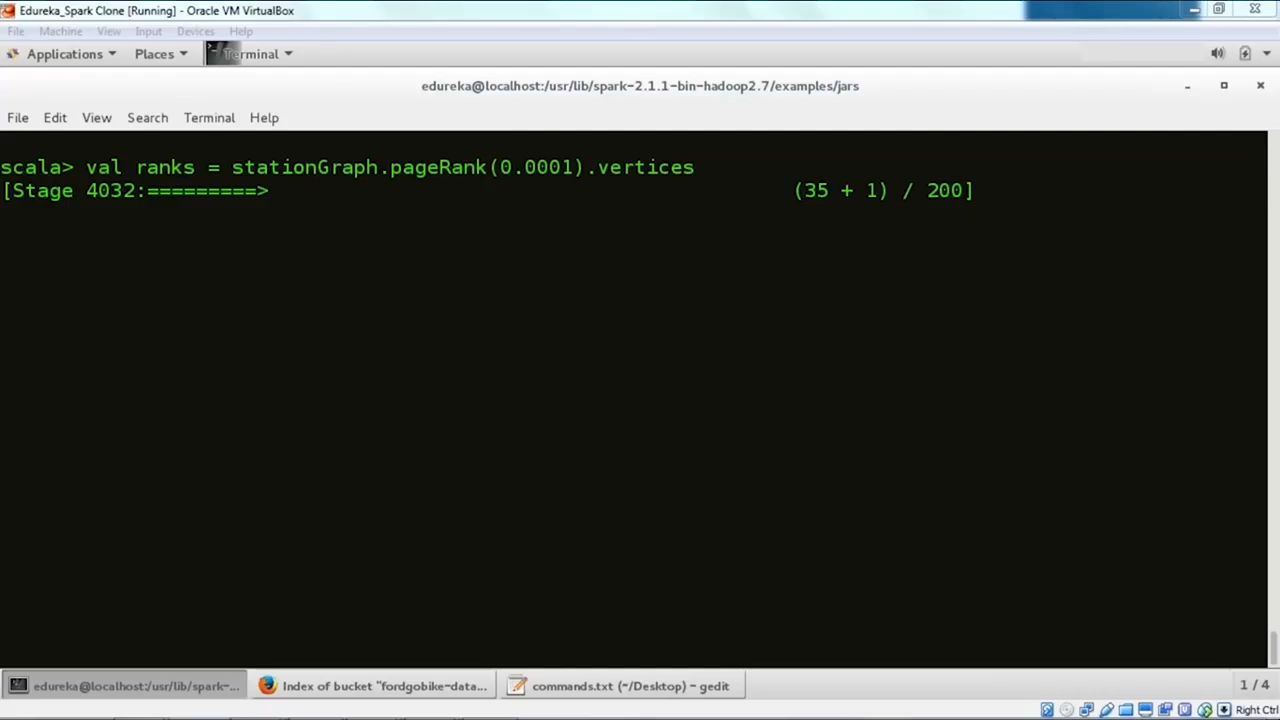 Edureka_Spark Clone [Running] - Oracle VM VirtualBox
File Machine View Input Devices Help
Applications Places Terminal
edureka@localhost:/usr/lib/spark-2.1.1-bin-hadoop2.7/examples/jars
File Edit View Search Terminal Help
scala> val ranks = stationGraph.pageRank(0.0001).vertices
[Stage 4032:=========> (35 + 1) / 200]
edureka@localhost:/usr/lib/spark-... Index of bucket "fordgobike-data... commands.txt (~/Desktop) - gedit 1 / 4
Right Ctrl